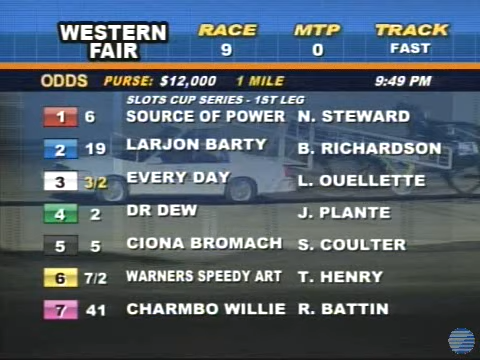 WESTERN FAIR RACE 9 MTP 0 TRACK FAST
ODDS PURSE: $12,000 1 MILE 9:49 PM
SLOTS CUP SERIES - 1ST LEG
1 6 SOURCE OF POWER N. STEWARD
2 19 LARJON BARTY B. RICHARDSON
3 3/2 EVERY DAY L. OUELLETTE
4 2 DR DEW J. PLANTE
5 5 CIONA BROMACH S. COULTER
6 7/2 WARNERS SPEEDY ART T. HENRY
7 41 CHARMBO WILLIE R. BATTIN